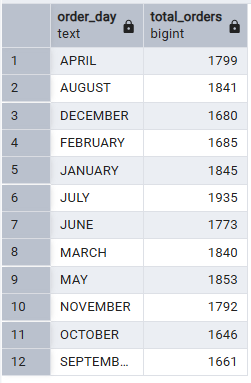 order_day total_orders
text bigint
1 APRIL 1799
2 AUGUST 1841
3 DECEMBER 1680
4 FEBRUARY 1685
5 JANUARY 1845
6 JULY 1935
7 JUNE 1773
8 MARCH 1840
9 MAY 1853
10 NOVEMBER 1792
11 OCTOBER 1646
12 SEPTEMB... 1661